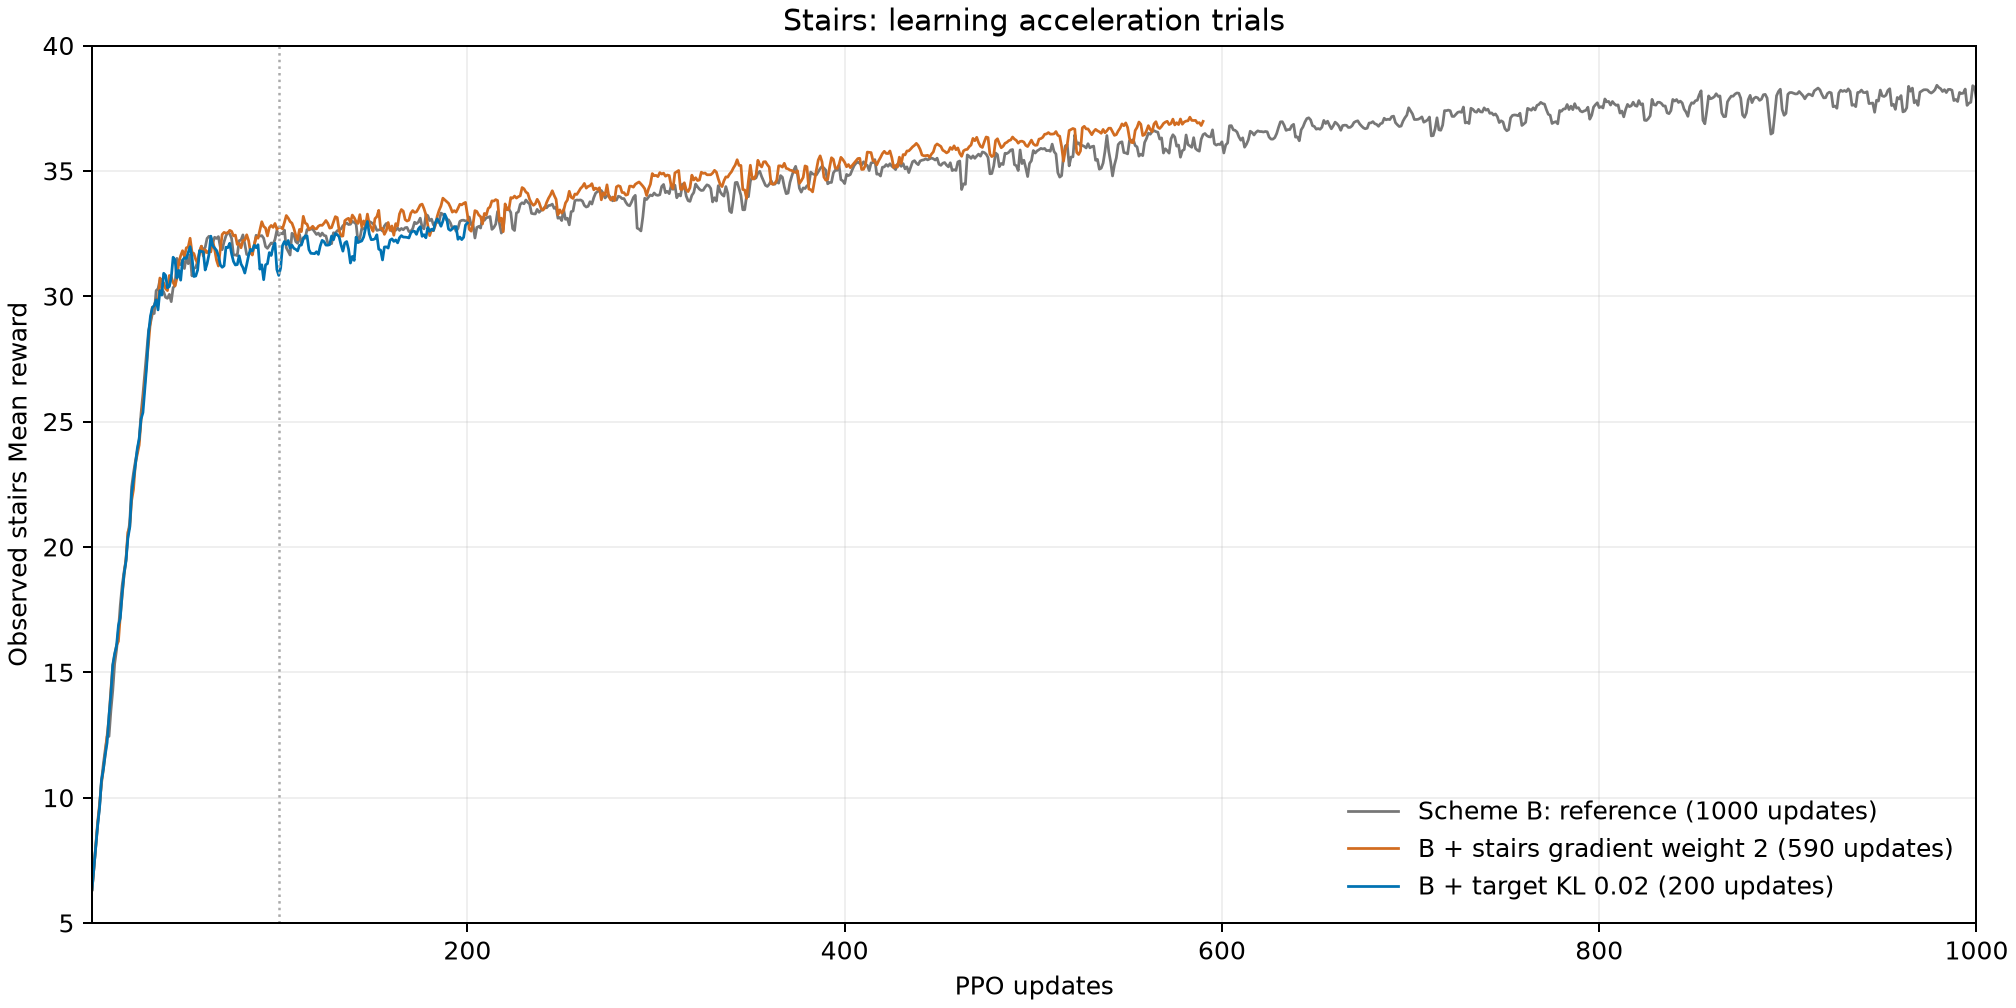 Stairs: learning acceleration trials
Observed stairs Mean reward
40
35
30
25
20
15
10
5
200
400
600
800
1000
PPO updates
Scheme B: reference (1000 updates)
B + stairs gradient weight 2 (590 updates)
B + target KL 0.02 (200 updates)